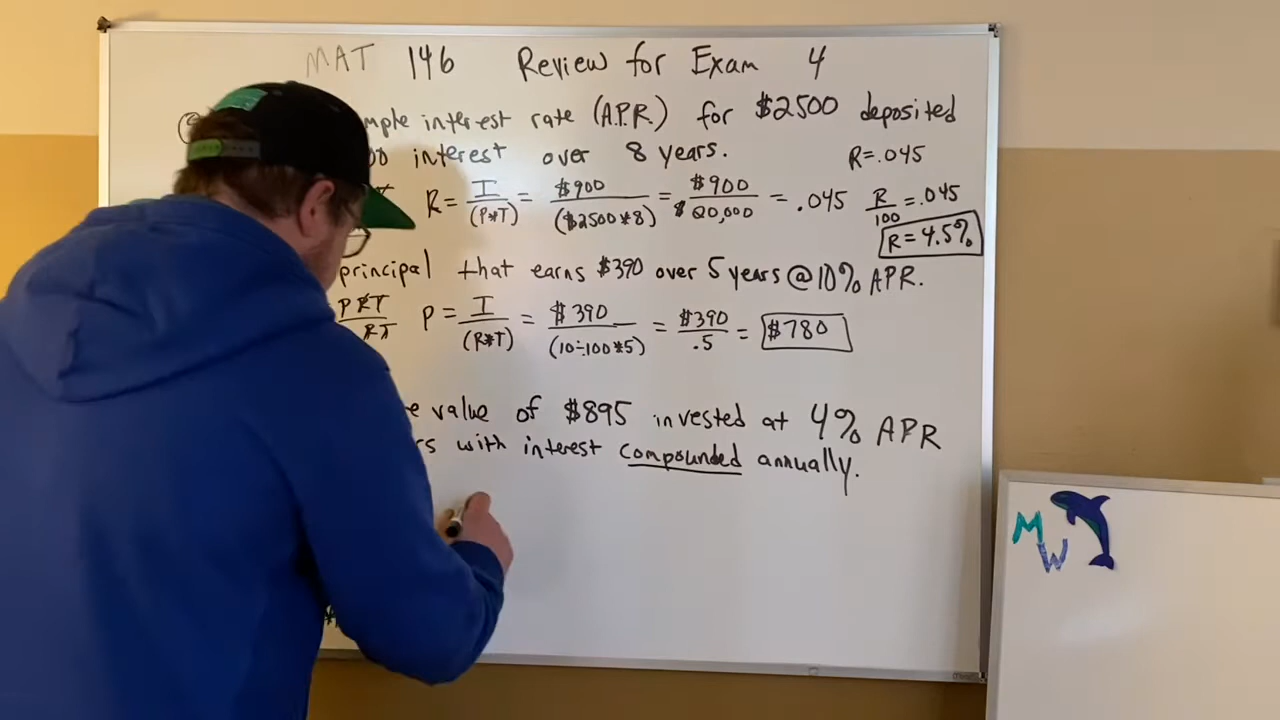 MAT 146 Review for Exam 4
interest rate (A.P.R.) for $2500 deposited
interest over 8 years. R=.045
R = I/(P*T) = $900/($2500*8) = $900/$20,000 = .045 R/100 = .045
R = 4.5%
principal that earns $390 over 5 years @ 10% APR.
PRT/RT P = I/(R*T) = $390/(10÷100*5) = $390/.5 = $780
value of $895 invested at 4% APR
with interest compounded annually.
MW